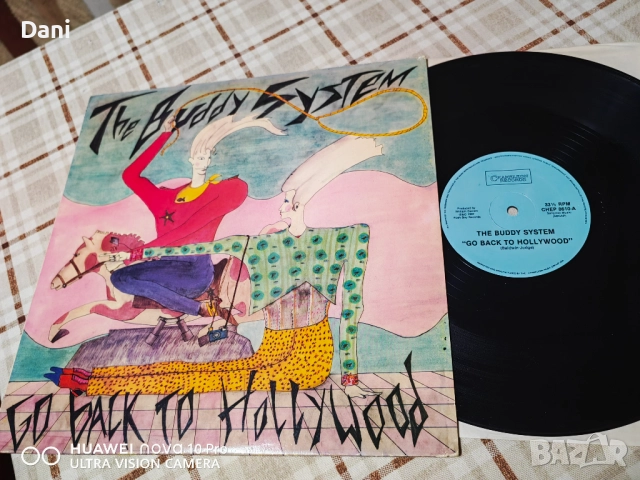 Dani
The Buddy System
Go Back to Hollywood
33⅓ RPM
CHEP 8610-A
THE BUDDY SYSTEM
"GO BACK TO HOLLYWOOD"
HUAWEI nova 10 Pro
ULTRA VISION CAMERA
BAZAR